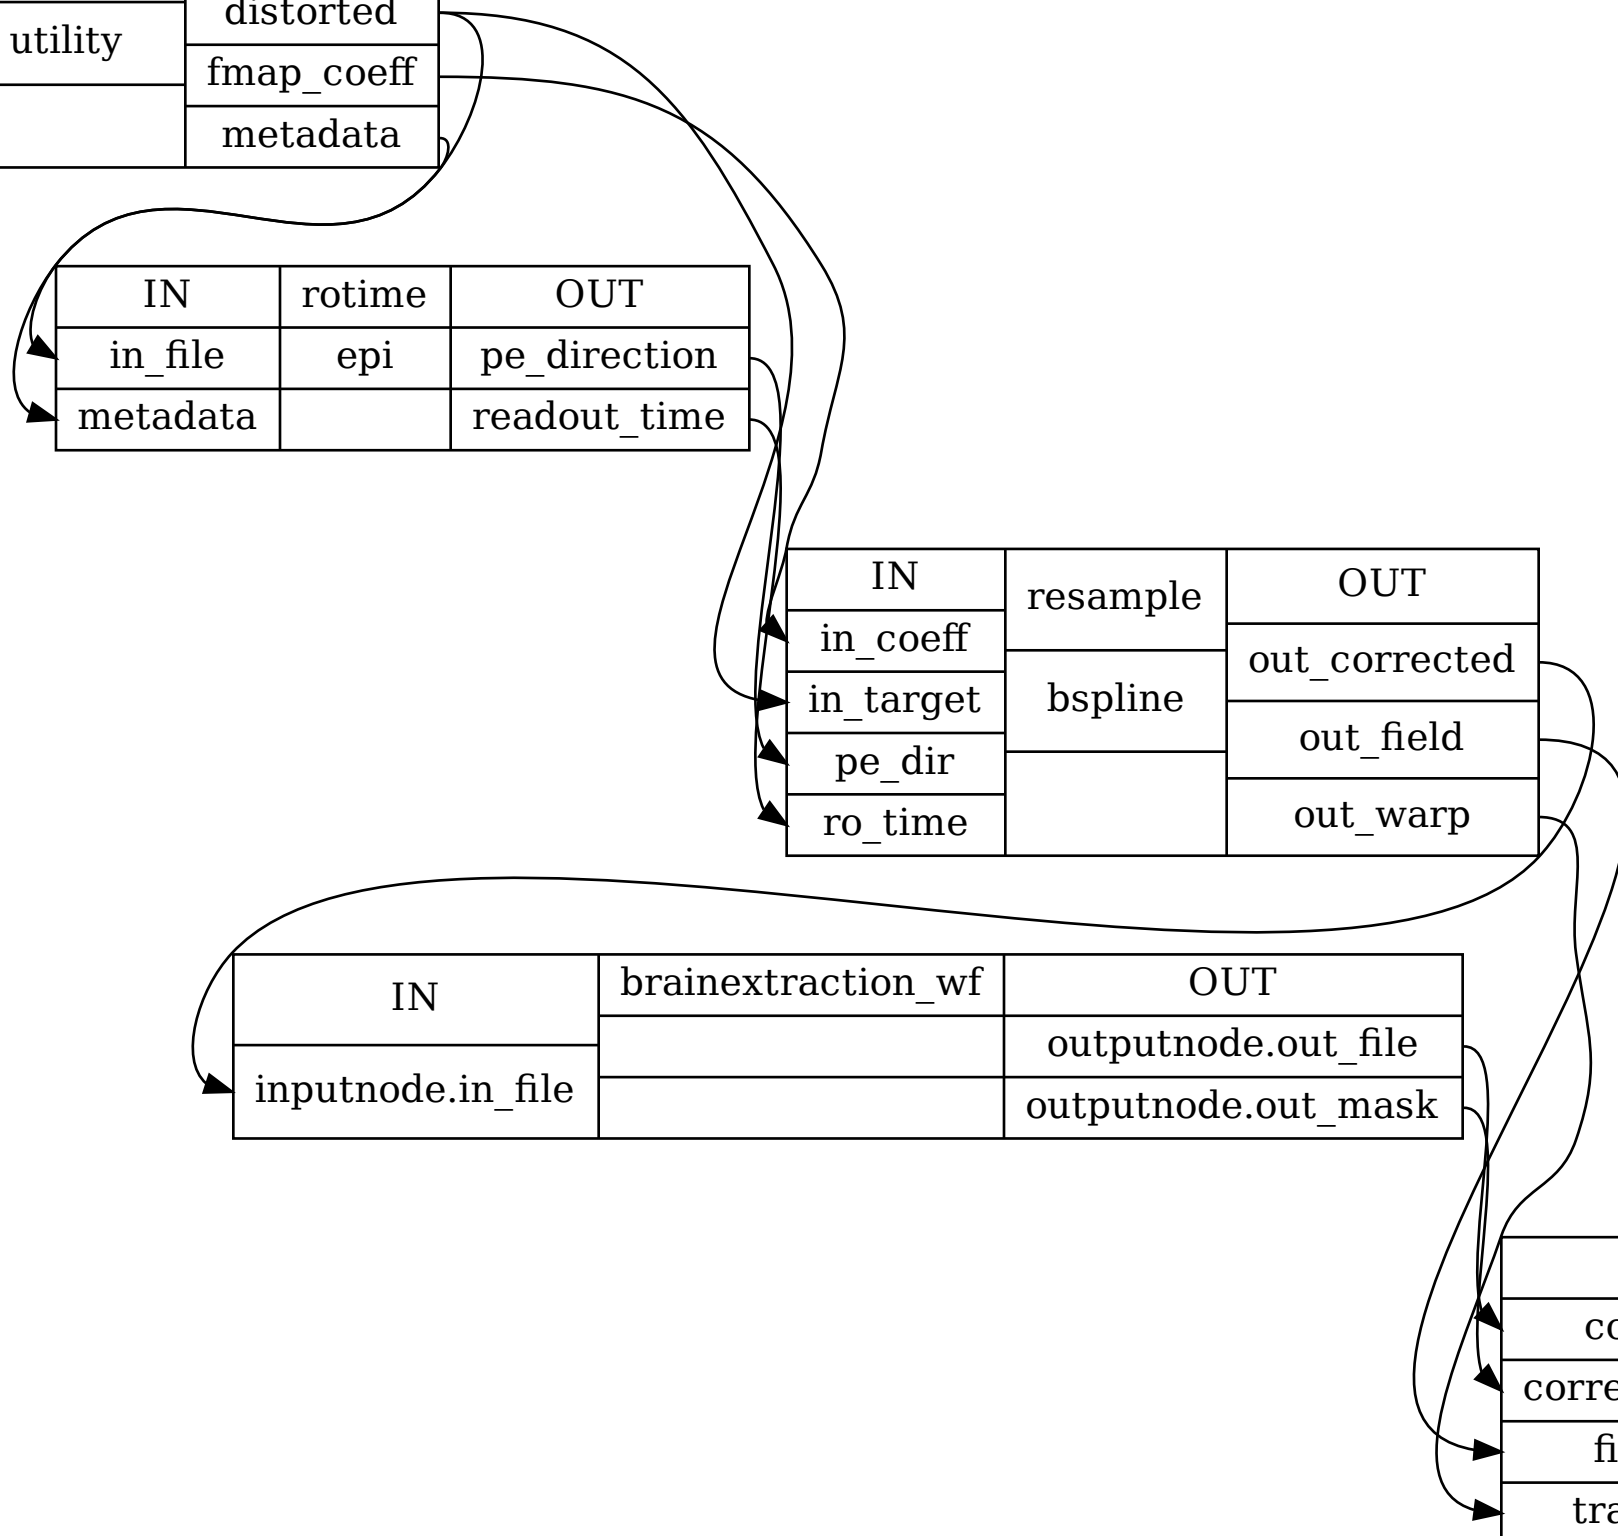 distorted
utility
fmap_coeff
metadata
IN rotime OUT
in_file epi pe_direction
metadata readout_time
IN resample OUT
in_coeff out_corrected
in_target bspline out_field
pe_dir out_warp
ro_time
IN brainextraction_wf OUT
inputnode.in_file outputnode.out_file
outputnode.out_mask